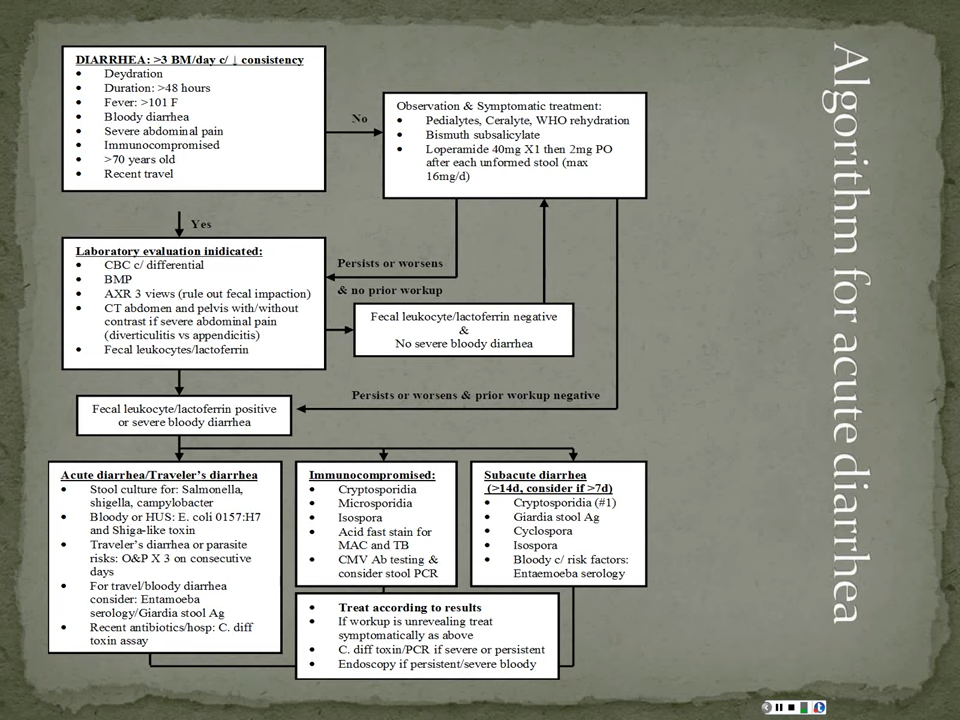 Algorithm for acute diarrhea
DIARRHEA: >3 BM/day c/ ↓ consistency
• Deydration
• Duration: >48 hours
• Fever: >101 F
• Bloody diarrhea
• Severe abdominal pain
• Immunocompromised
• >70 years old
• Recent travel
No
Observation & Symptomatic treatment:
• Pedialytes, Ceralyte, WHO rehydration
• Bismuth subsalicylate
• Loperamide 40mg X1 then 2mg PO
after each unformed stool (max
16mg/d)
Yes
Laboratory evaluation inidicated:
• CBC c/ differential
• BMP
• AXR 3 views (rule out fecal impaction)
• CT abdomen and pelvis with/without
contrast if severe abdominal pain
(diverticulitis vs appendicitis)
• Fecal leukocytes/lactoferrin
Persists or worsens
& no prior workup
Fecal leukocyte/lactoferrin negative
&
No severe bloody diarrhea
Persists or worsens & prior workup negative
Fecal leukocyte/lactoferrin positive
or severe bloody diarrhea
Acute diarrhea/Traveler's diarrhea
• Stool culture for: Salmonella,
shigella, campylobacter
• Bloody or HUS: E. coli 0157:H7
and Shiga-like toxin
• Traveler's diarrhea or parasite
risks: O&P X 3 on consecutive
days
• For travel/bloody diarrhea
consider: Entamoeba
serology/Giardia stool Ag
• Recent antibiotics/hosp: C. diff
toxin assay
Immunocompromised:
• Cryptosporidia
• Microsporidia
• Isospora
• Acid fast stain for
MAC and TB
• CMV Ab testing &
consider stool PCR
Subacute diarrhea
(>14d, consider if >7d)
• Cryptosporidia (#1)
• Giardia stool Ag
• Cyclospora
• Isospora
• Bloody c/ risk factors:
Entaemoeba serology
• Treat according to results
• If workup is unrevealing treat
symptomatically as above
• C. diff toxin/PCR if severe or persistent
• Endoscopy if persistent/severe bloody